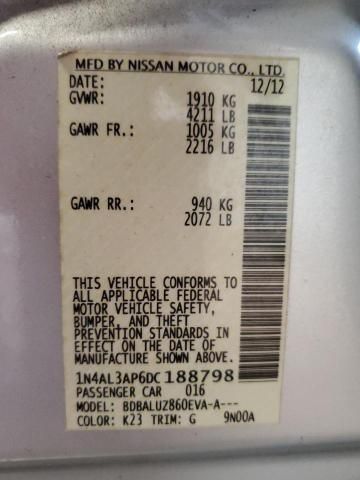 MFD BY NISSAN MOTOR CO., LTD.
DATE: 12/12
GVWR: 1910 KG
4211 LB
GAWR FR.: 1005 KG
2216 LB
GAWR RR.: 940 KG
2072 LB
THIS VEHICLE CONFORMS TO
ALL APPLICABLE FEDERAL
MOTOR VEHICLE SAFETY,
BUMPER, AND THEFT
PREVENTION STANDARDS IN
EFFECT ON THE DATE OF
MANUFACTURE SHOWN ABOVE.
1N4AL3AP6DC188798
PASSENGER CAR 016
MODEL: BDBALUZ860EVA-A---
COLOR: K23 TRIM: G 9N00A